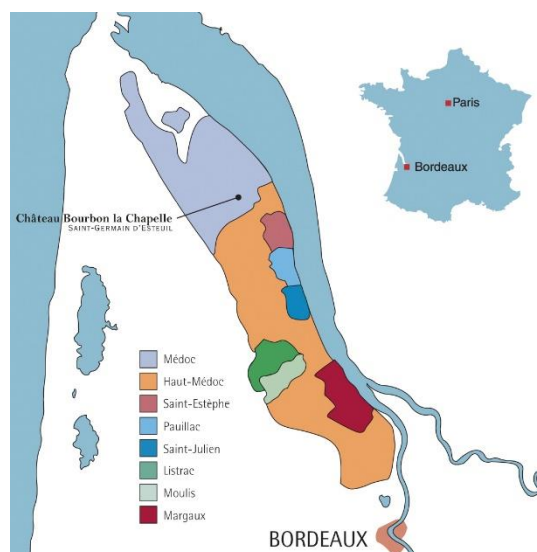 Paris
Bordeaux
Château Bourbon la Chapelle
SAINT-GERMAIN D'ESTEUIL
Médoc
Haut-Médoc
Saint-Estèphe
Pauillac
Saint-Julien
Listrac
Moulis
Margaux
BORDEAUX